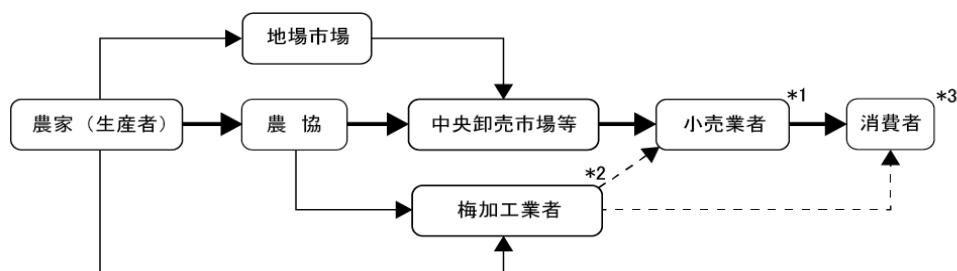 地場市場
農家（生産者）
農 協
中央卸売市場等
小売業者
*1
消費者
*3
*2
梅加工業者